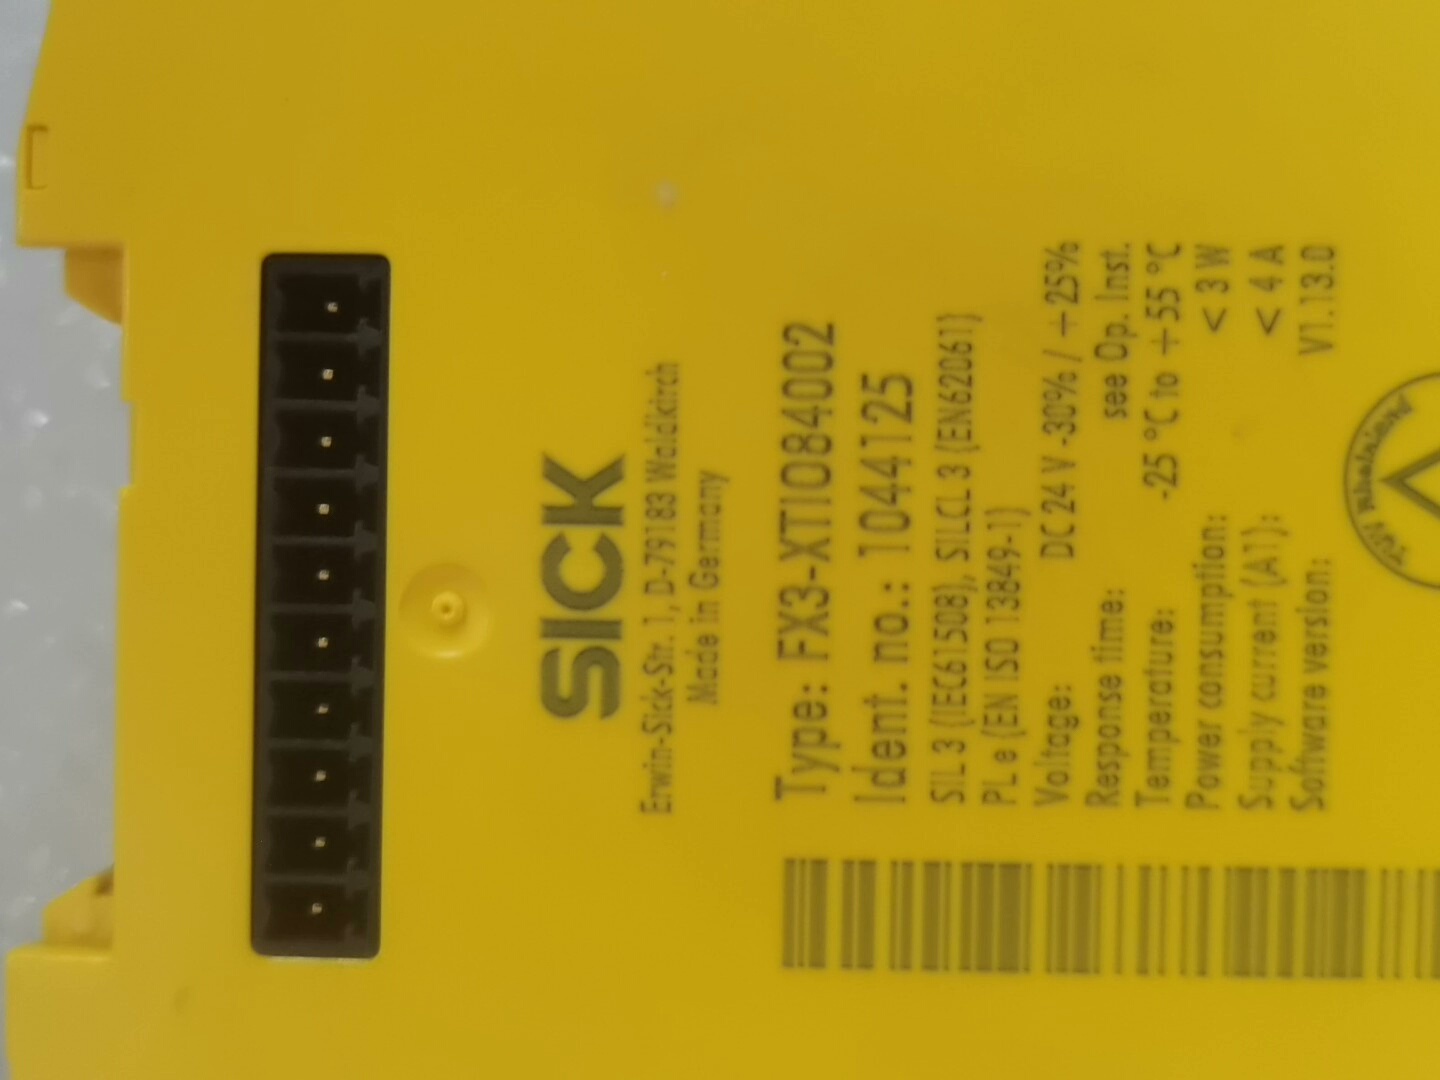 SICK
Erwin-Sick-Str. 1, D-79183 Waldkirch
Made in Germany
Type: FX3-XTIO84002
Ident. no.: 1044125
SIL 3 (IEC61508), SILCL 3 (EN62061)
PL e (EN ISO 13849-1)
Voltage: DC 24 V -30% / +25%
Response time: see Op. Inst.
Temperature: -25 °C to +55 °C
Power consumption: < 3 W
Supply current (A1): < 4 A
Software version: V1.13.0
TÜV Rheinland